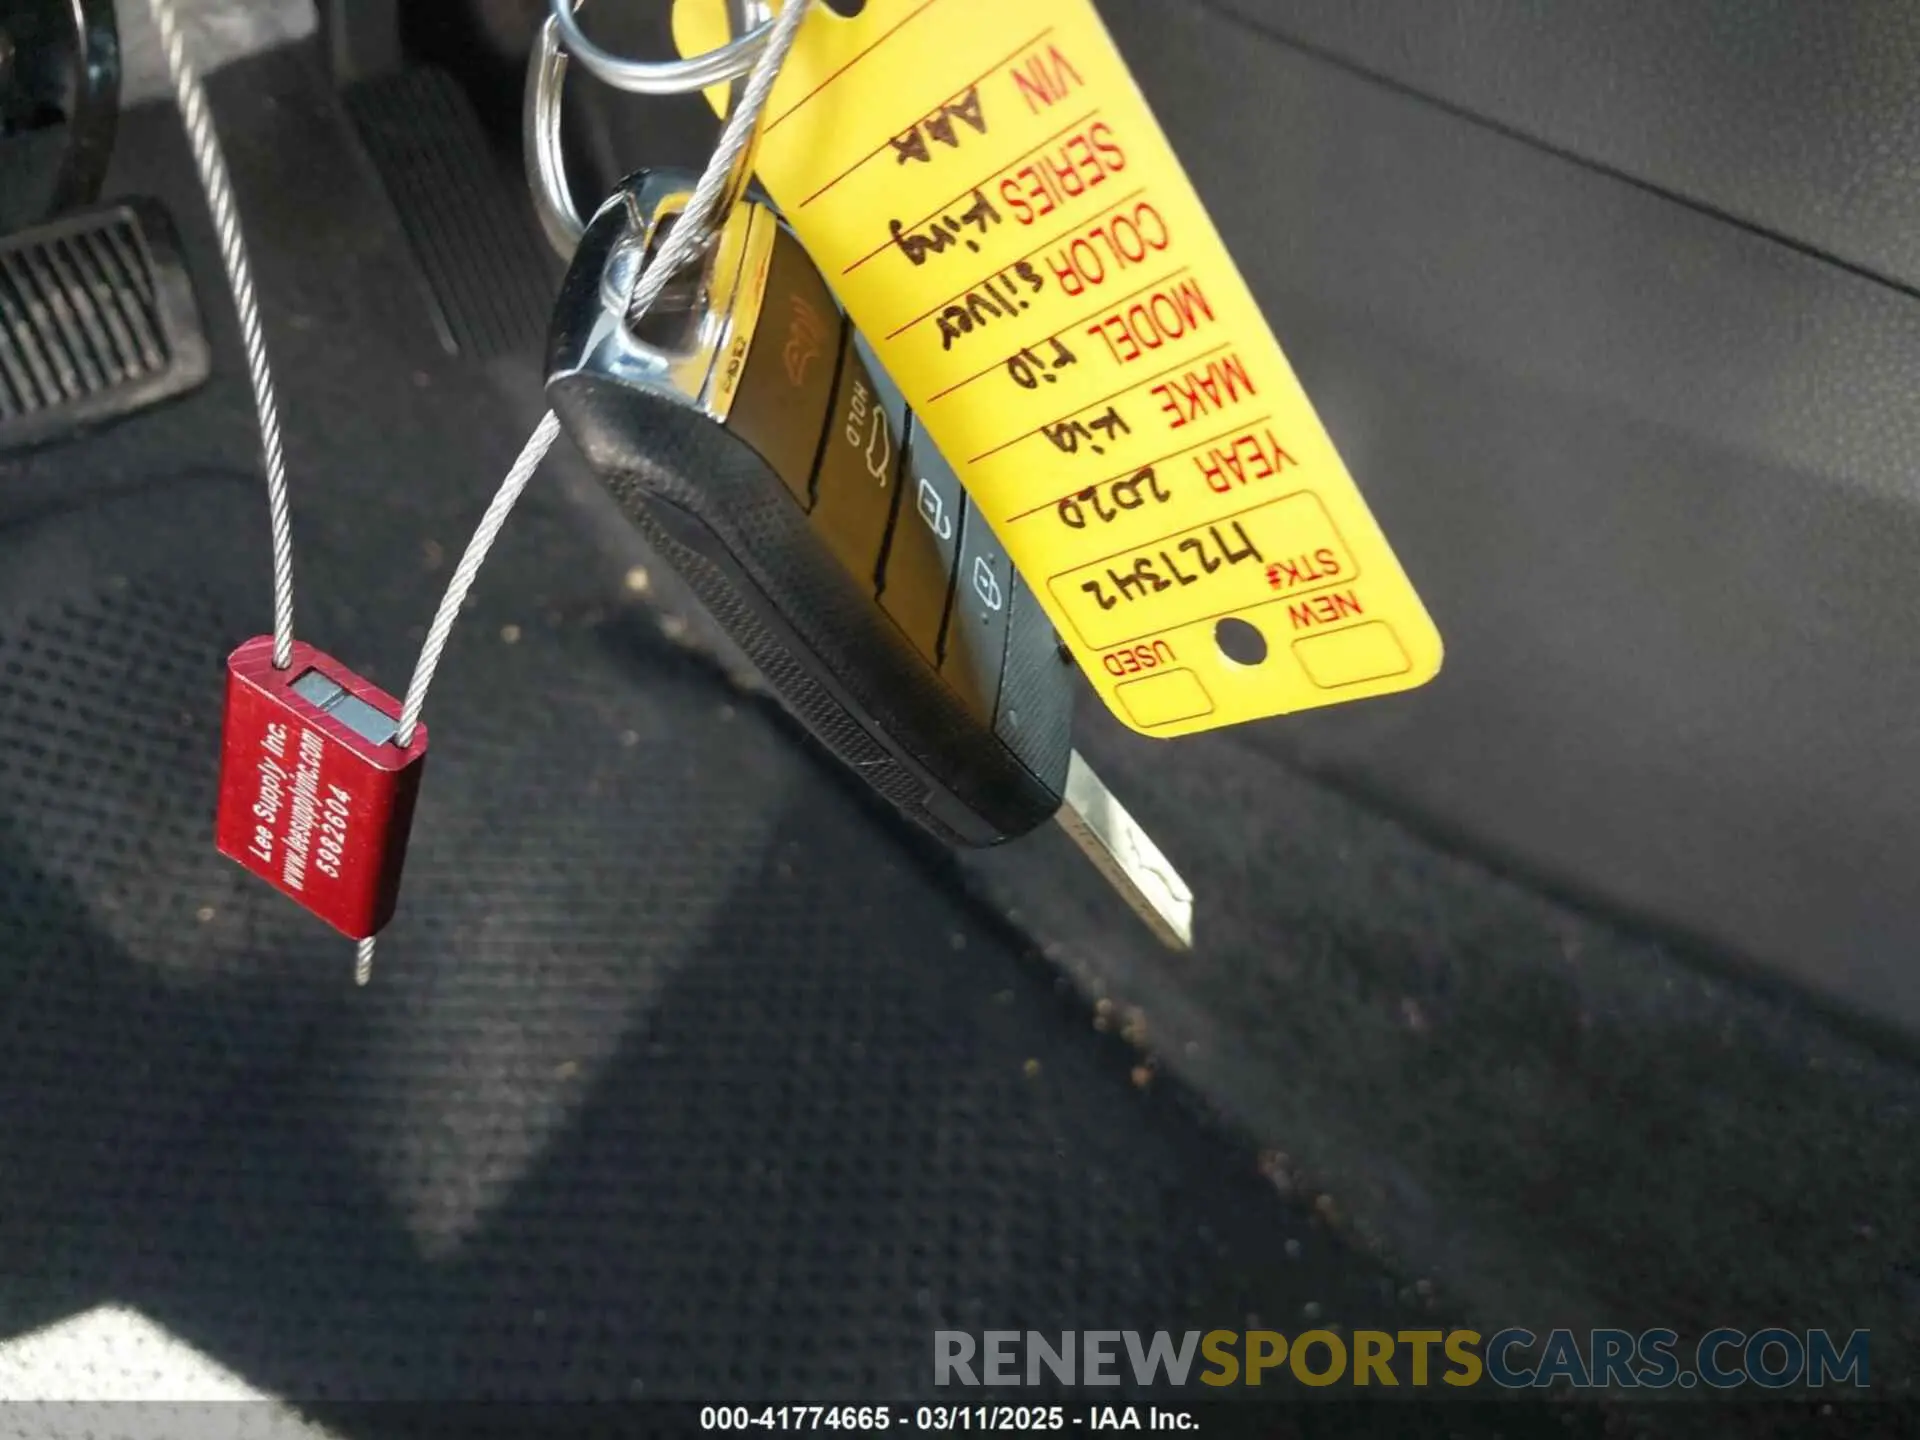 USED
NEW
STK#
1727342
YEAR 2020
MAKE Kia
MODEL rio
COLOR silver
SERIES King
VIN AAA
HOLD
Lee Supply Inc.
www.leesupplyinc.com
5982604
RENEWSPORTSCARS.COM
000-41774665 - 03/11/2025 - IAA Inc.